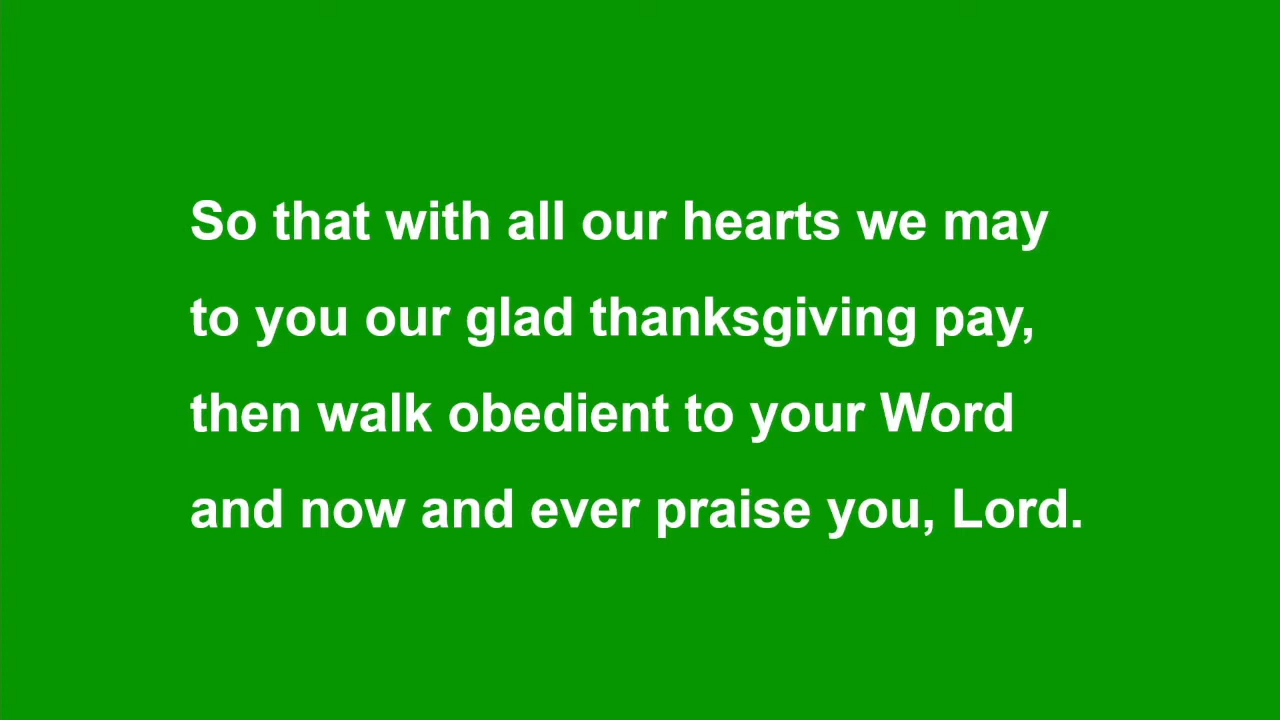 So that with all our hearts we may
to you our glad thanksgiving pay,
then walk obedient to your Word
and now and ever praise you, Lord.